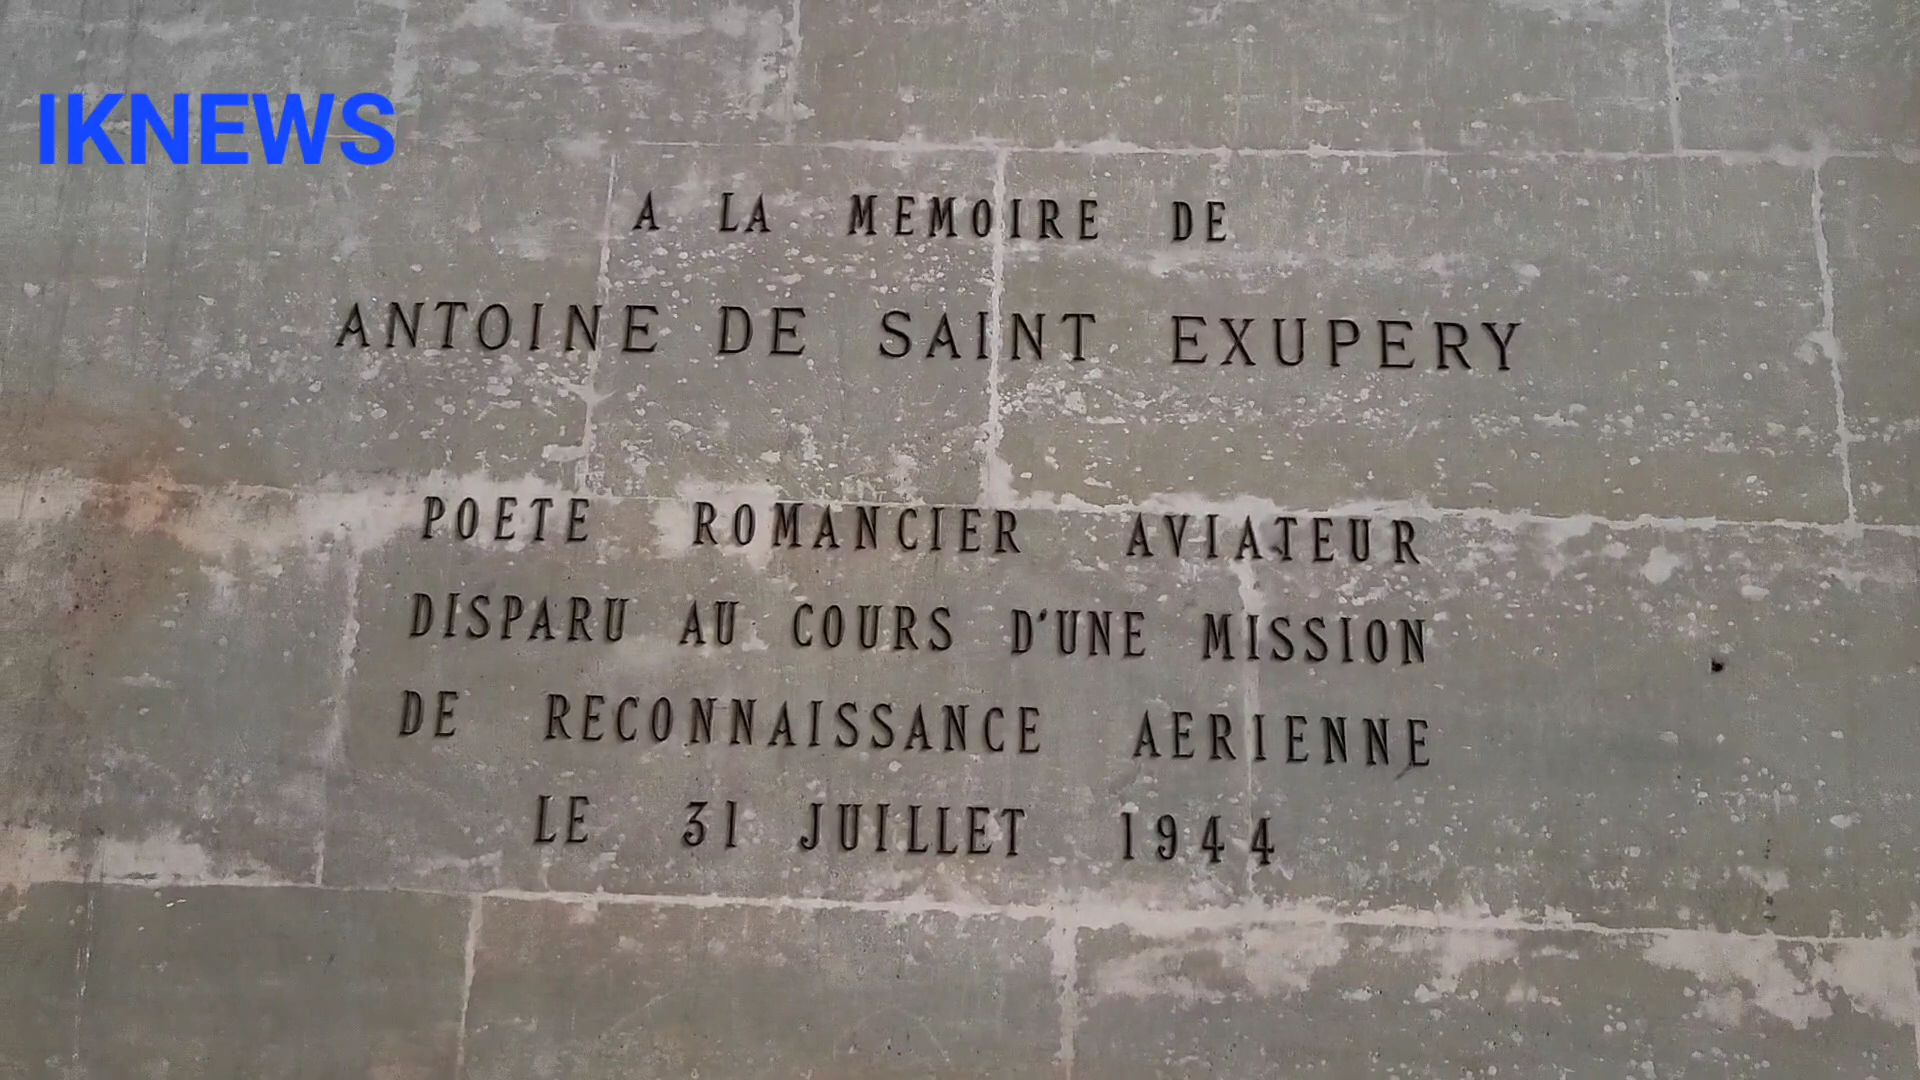 IKNEWS
A LA MEMOIRE DE
ANTOINE DE SAINT EXUPERY
POETE ROMANCIER AVIATEUR
DISPARU AU COURS D'UNE MISSION
DE RECONNAISSANCE AERIENNE
LE 31 JUILLET 1944